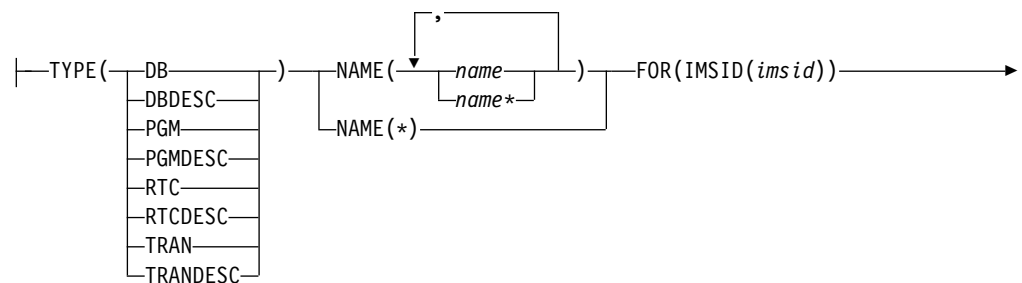 ,
TYPE( DB ) NAME( name ) FOR(IMSID(imsid))
DBDESC name*
PGM NAME(*)
PGMDESC
RTC
RTCDESC
TRAN
TRANDESC